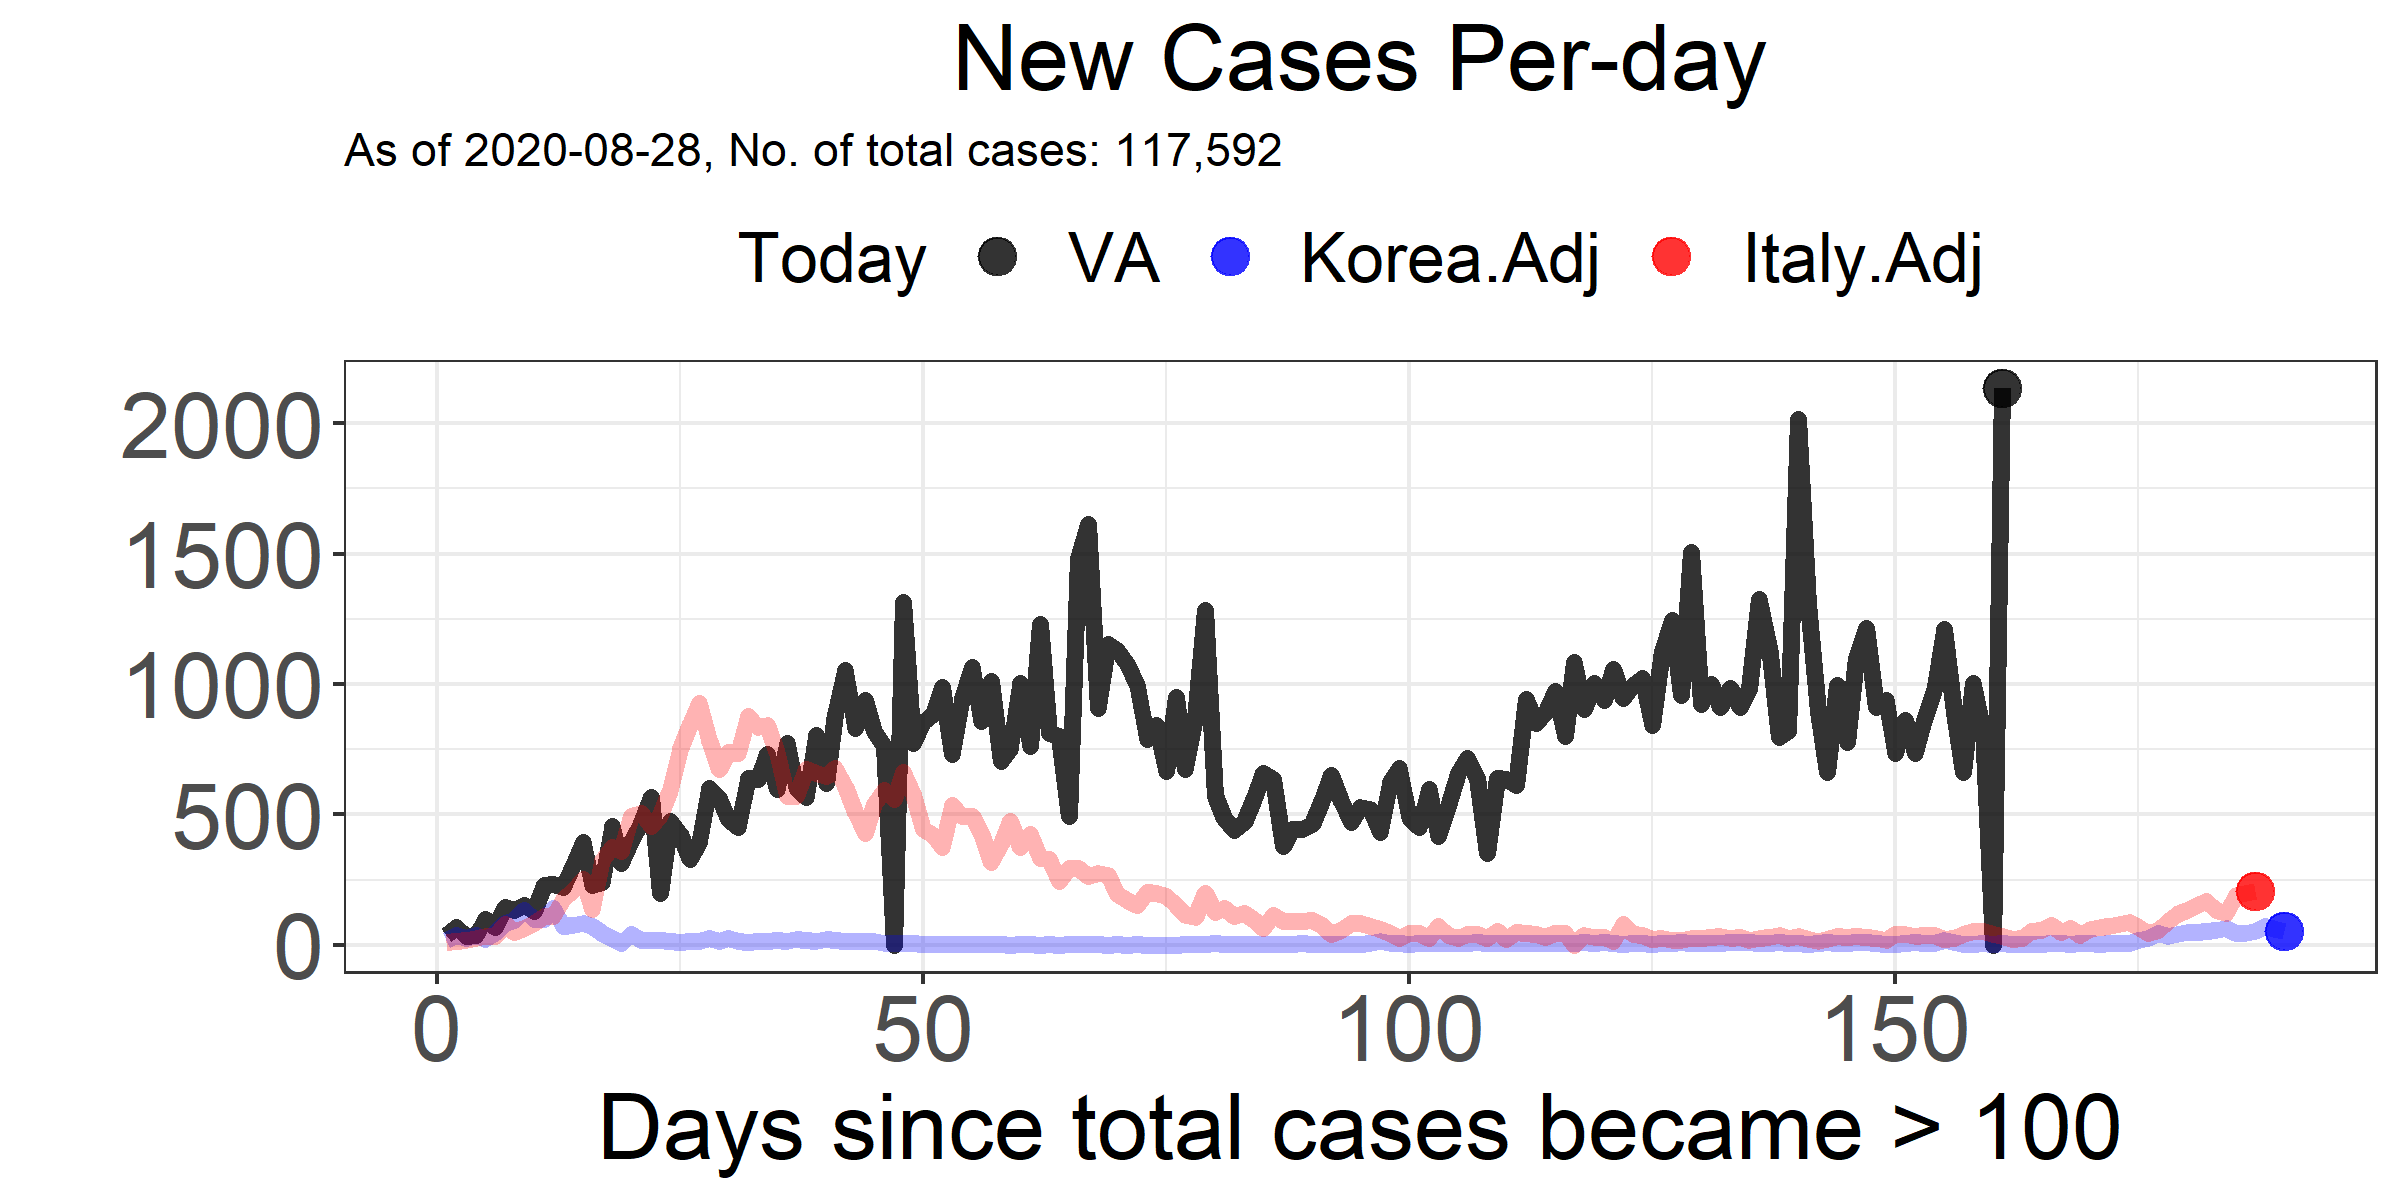 New Cases Per-day
As of 2020-08-28, No. of total cases: 117,592
Today VA Korea.Adj Italy.Adj
2000
1500
1000
500
0
0 50 100 150
Days since total cases became > 100